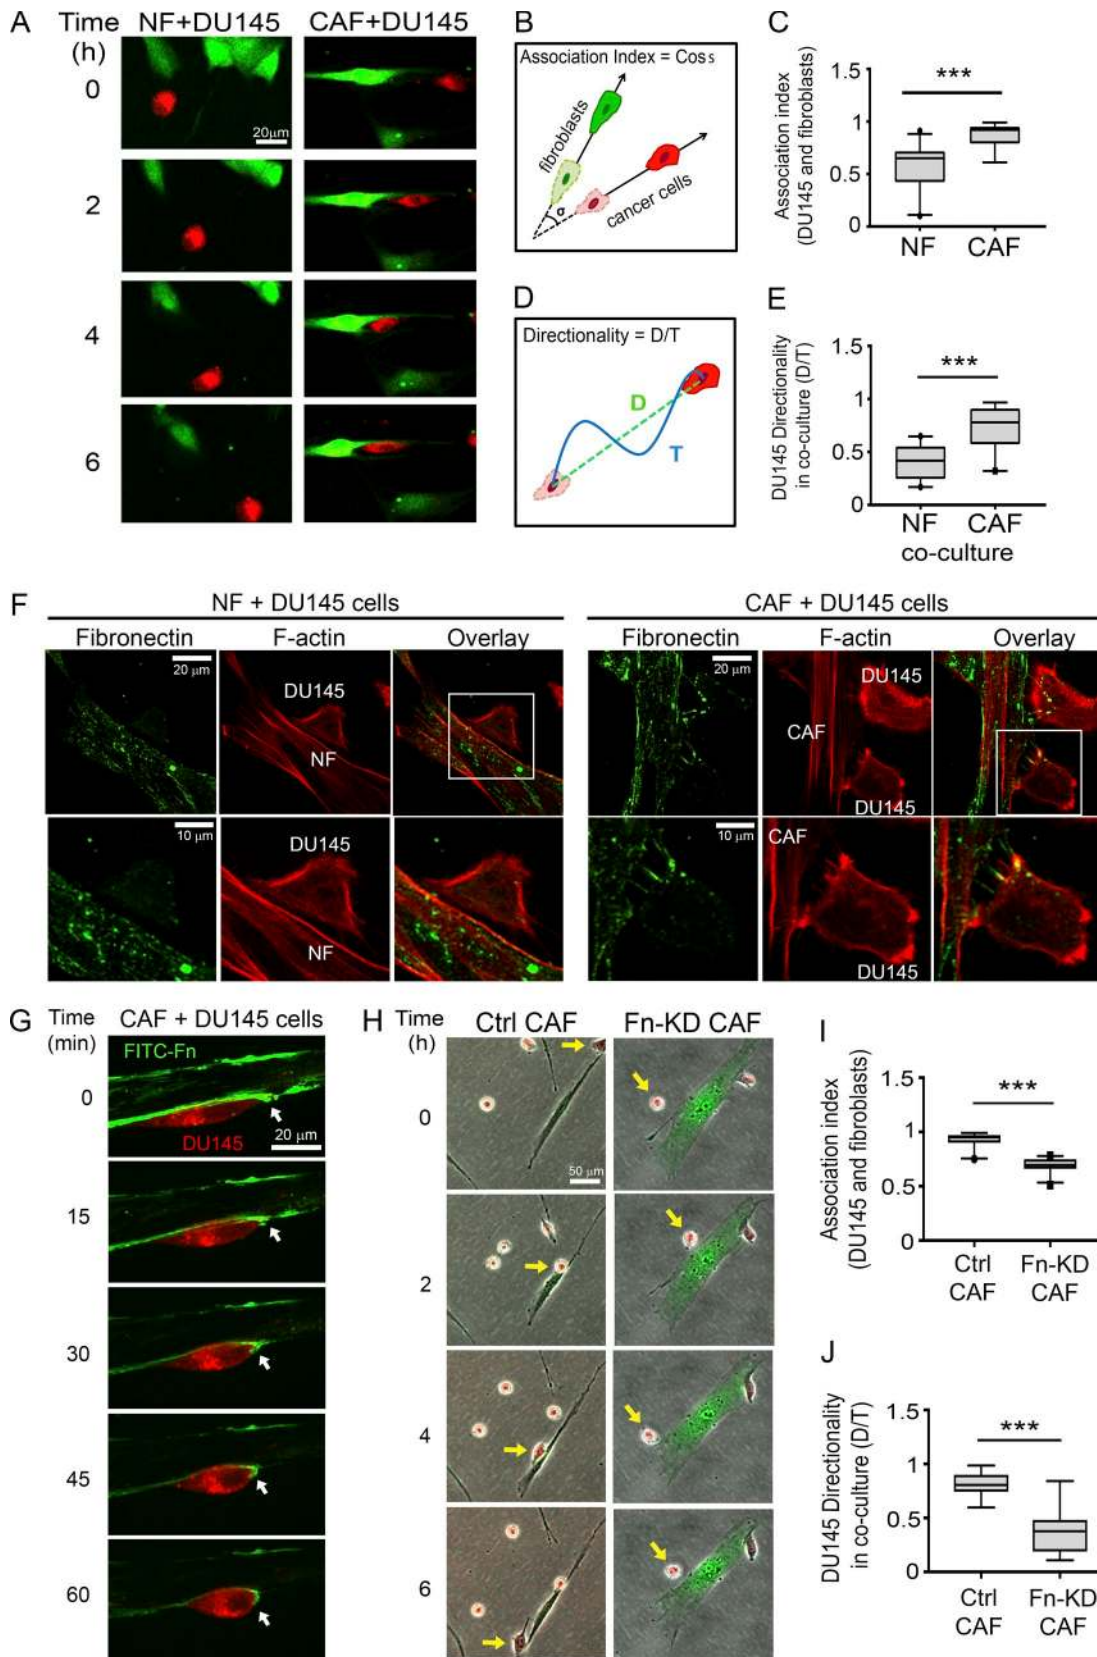 A
Time
(h)
NF+DU145
CAF+DU145
0
20µm
2
4
6
B
Association Index = Cos s
fibroblasts
σ
cancer cells
C
Association index
(DU145 and fibroblasts)
1.5
1
0.5
0
***
NF
CAF
D
Directionality = D/T
D
T
E
DU145 Directionality
in co-culture (D/T)
1.5
1
0.5
0
***
NF
CAF
co-culture
F
NF + DU145 cells
Fibronectin
F-actin
Overlay
20 µm
DU145
NF
10 µm
DU145
NF
CAF + DU145 cells
Fibronectin
F-actin
Overlay
20 µm
DU145
CAF
DU145
10 µm
CAF
DU145
G
Time
(min)
CAF + DU145 cells
FITC-Fn
0
DU145
20 µm
15
30
45
60
H
Time
(h)
Ctrl CAF
Fn-KD CAF
0
50 µm
2
4
6
I
Association index
(DU145 and fibroblasts)
1.5
1
0.5
0
***
Ctrl
CAF
Fn-KD
CAF
J
DU145 Directionality
in co-culture (D/T)
1.5
1
0.5
0
***
Ctrl
CAF
Fn-KD
CAF